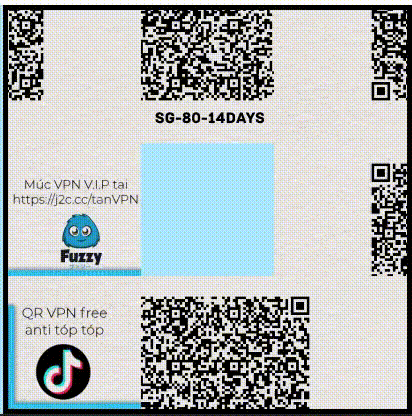 SG-80-14DAYS
Múc VPN V.I.P tai
https://j2c.cc/tanVPN
Fuzzy
QR VPN free
anti tóp tóp